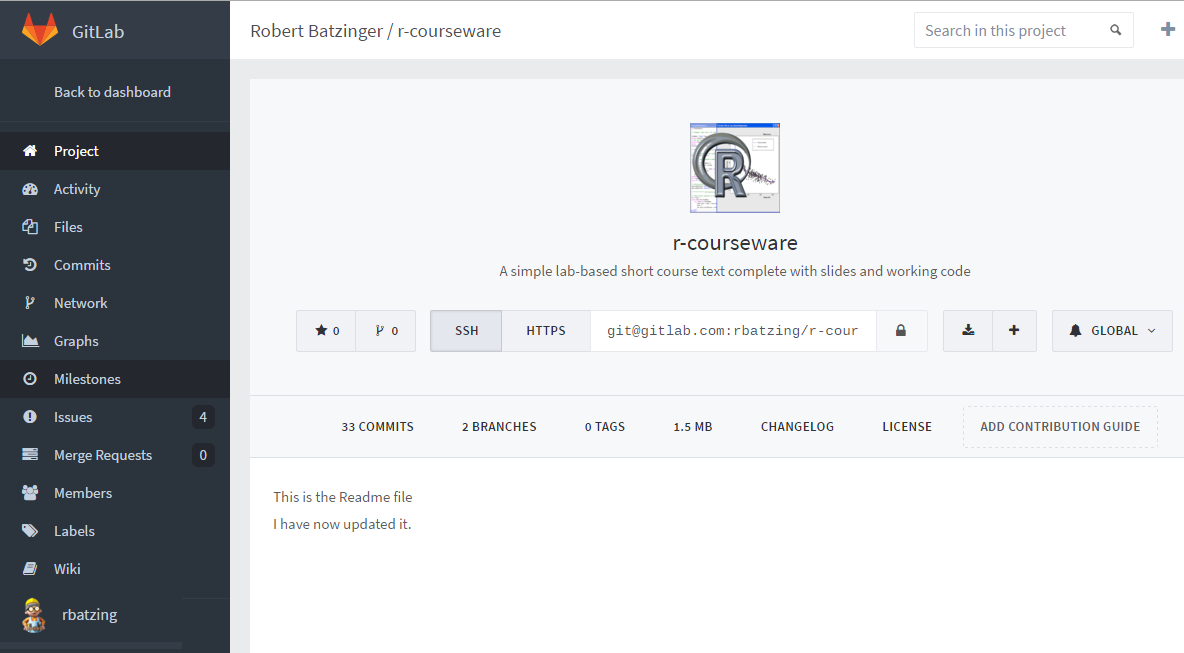 GitLab
Robert Batzinger / r-courseware
Search in this project
Back to dashboard
Project
Activity
Files
Commits
Network
Graphs
Milestones
Issues 4
Merge Requests 0
Members
Labels
Wiki
rbatzing
R
r-courseware
A simple lab-based short course text complete with slides and working code
0 0 SSH HTTPS git@gitlab.com:rbatzing/r-cour GLOBAL
33 COMMITS 2 BRANCHES 0 TAGS 1.5 MB CHANGELOG LICENSE ADD CONTRIBUTION GUIDE
This is the Readme file
I have now updated it.